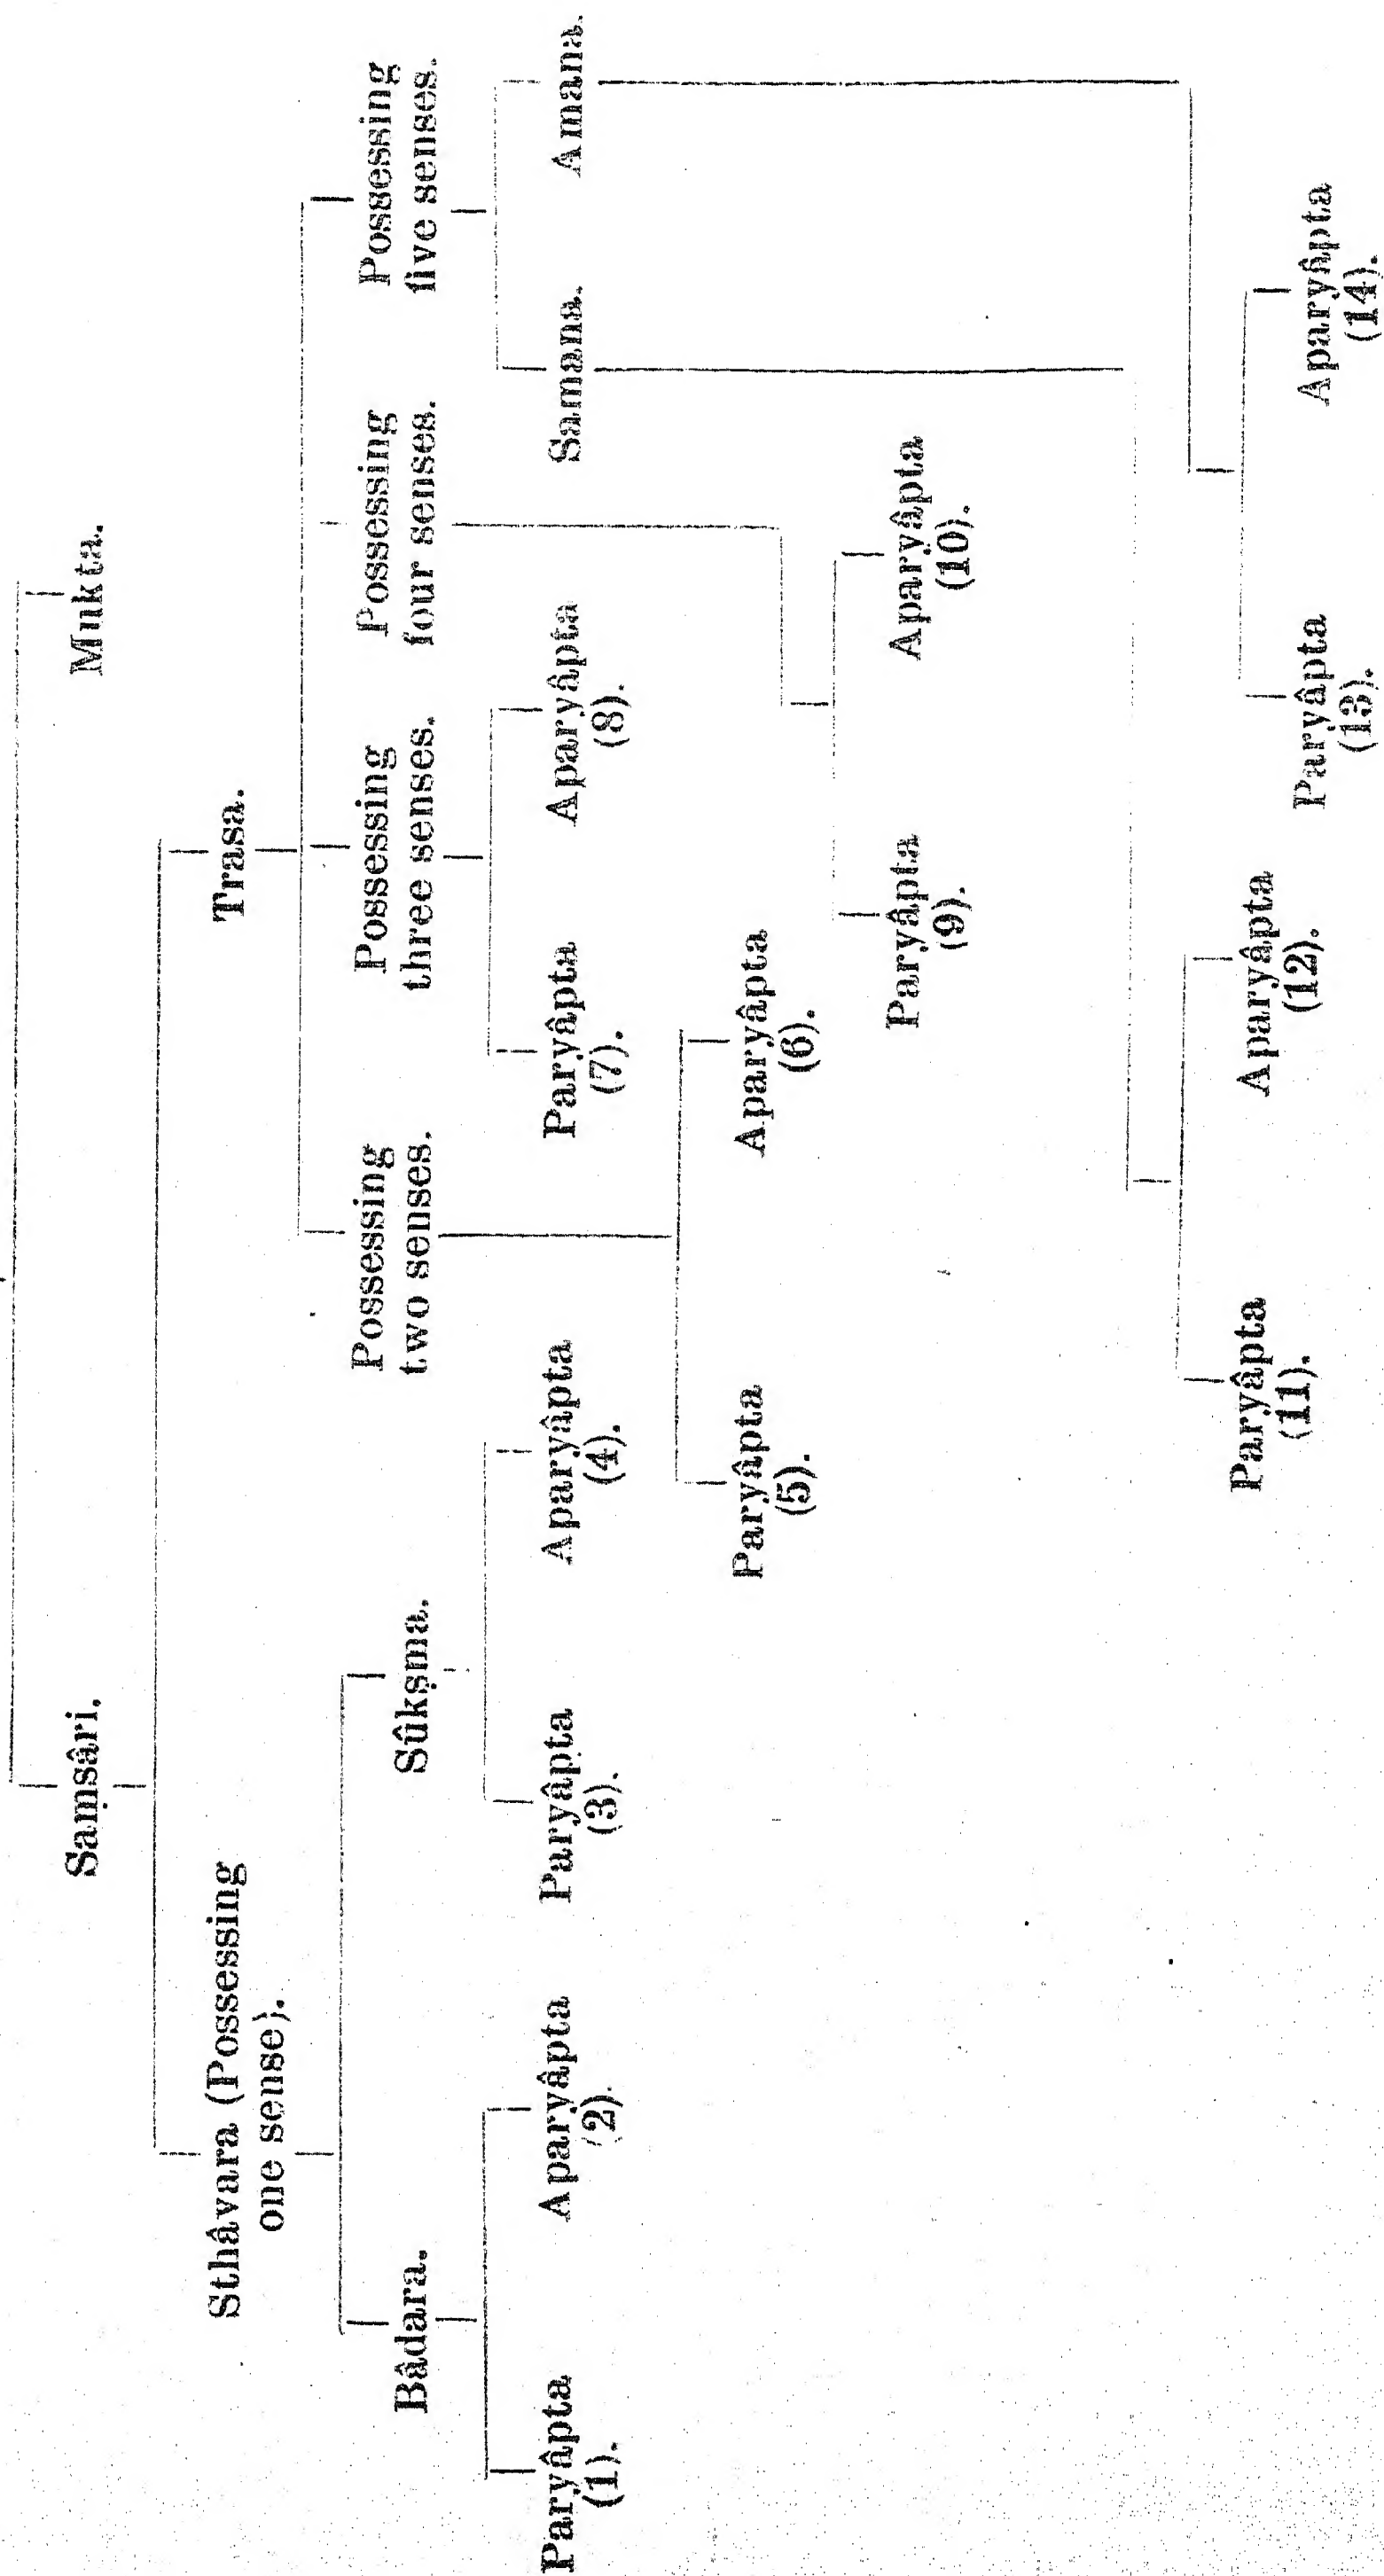 Mukta.
Saṃsâri.
Trasa.
Sthâvara (Possessing
one sense).
Possessing
two senses.
Possessing
three senses.
Possessing
four senses.
Possessing
five senses.
Bâdara.
Sûkṣma.
Samana.
Amana.
Paryâpta
(1).
Aparyâpta
(2).
Paryâpta
(3).
Aparyâpta
(4).
Paryâpta
(7).
Aparyâpta
(8).
Paryâpta
(5).
Aparyâpta
(6).
Paryâpta
(9).
Aparyâpta
(10).
Paryâpta
(11).
Aparyâpta
(12).
Paryâpta
(13).
Aparyâpta
(14).